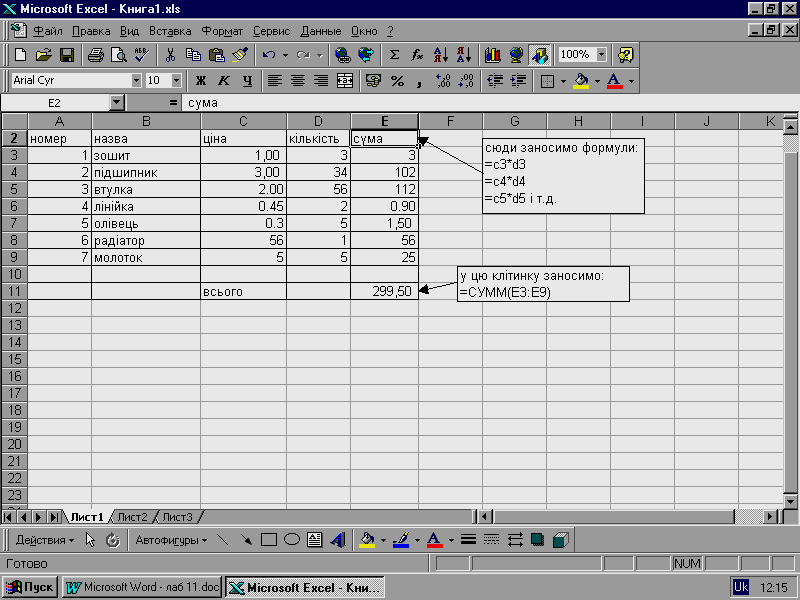 Microsoft Excel - Книга1.xls
Файл Правка Вид Вставка Формат Сервис Данные Окно ?
100%
Arial Cyr 10 Ж К Ч
E2 = сума
A B C D E F G H I J K
2 номер назва ціна кількість сума
3 1 зошит 1,00 3 3
4 2 підшипник 3,00 34 102
5 3 втулка 2.00 56 112
6 4 лінійка 0.45 2 0.90
7 5 олівець 0.3 5 1,50
8 6 радіатор 56 1 56
9 7 молоток 5 5 25
10
11 всього 299,50
12
13
14
15
16
17
18
19
20
21
22
23
сюди заносимо формули:
=c3*d3
=c4*d4
=c5*d5 і т.д.
у цю клітинку заносимо:
=СУММ(E3:E9)
Лист1 Лист2 Лист3
Действия Автофигуры
Готово NUM
Пуск Microsoft Word - лаб 11.doc Microsoft Excel - Кни... Uk 12:15